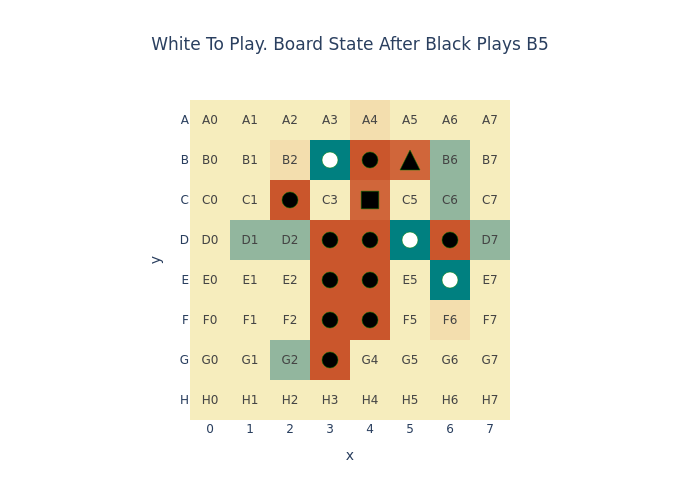 White To Play. Board State After Black Plays B5
A A0 A1 A2 A3 A4 A5 A6 A7
B B0 B1 B2 B6 B7
C C0 C1 C3 C5 C6 C7
D D0 D1 D2 D7
E E0 E1 E2 E5 E7
F F0 F1 F2 F5 F6 F7
G G0 G1 G2 G4 G5 G6 G7
H H0 H1 H2 H3 H4 H5 H6 H7
0 1 2 3 4 5 6 7
x
y